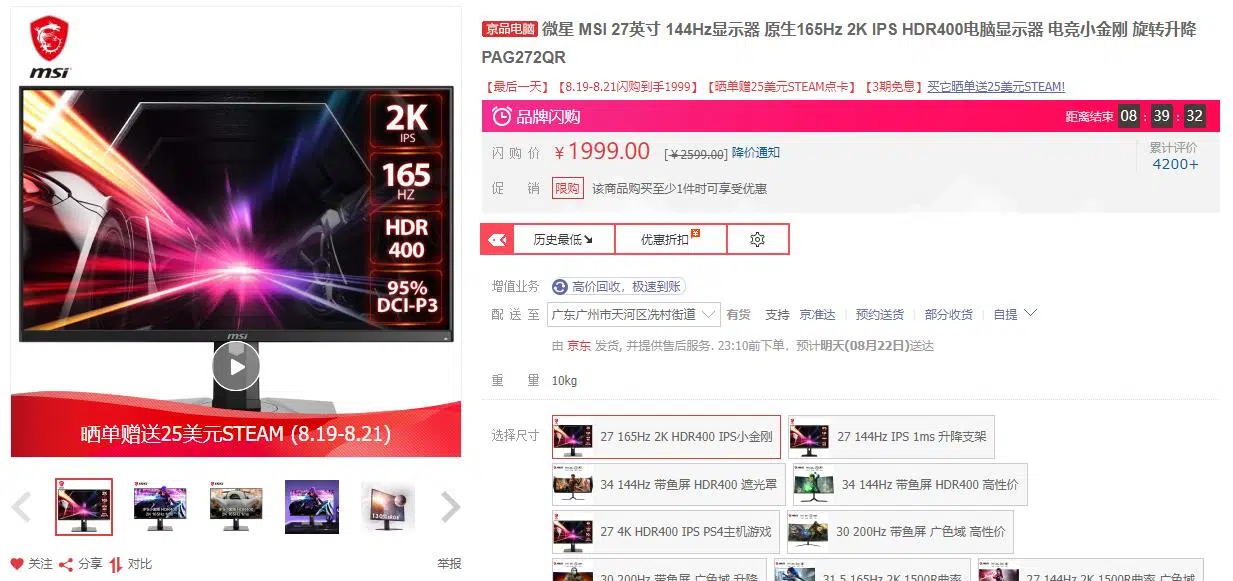 msi
2K
IPS
165
HZ
HDR
400
95%
DCI-P3
msi
晒单赠送25美元STEAM (8.19-8.21)
关注 分享 对比 举报
京品电脑 微星 MSI 27英寸 144Hz显示器 原生165Hz 2K IPS HDR400电脑显示器 电竞小金刚 旋转升降
PAG272QR
【最后一天】【8.19-8.21闪购到手1999】【晒单赠25美元STEAM点卡】【3期免息】买它晒单送25美元STEAM!
品牌闪购 距离结束 08 : 39 : 32
闪购价 ¥1999.00 [¥2599.00] 降价通知 累计评价
4200+
促销 限购 该商品购买至少1件时可享受优惠
历史最低↘ 优惠折扣
增值业务 高价回收，极速到账
配送至 广东广州市天河区冼村街道 有货 支持 京准达 预约送货 部分收货 自提
由 京东 发货, 并提供售后服务. 23:10前下单，预计明天(08月22日)送达
重量 10kg
选择尺寸 27 165Hz 2K HDR400 IPS小金刚 27 144Hz IPS 1ms 升降支架
34 144Hz 带鱼屏 HDR400 遮光罩 34 144Hz 带鱼屏 HDR400 高性价
27 4K HDR400 IPS PS4主机游戏 30 200Hz 带鱼屏 广色域 高性价
30 200Hz 带鱼屏 广色域 升降 31.5 165Hz 2K 1500R曲率 27 144Hz 2K 1500R曲率 广色域